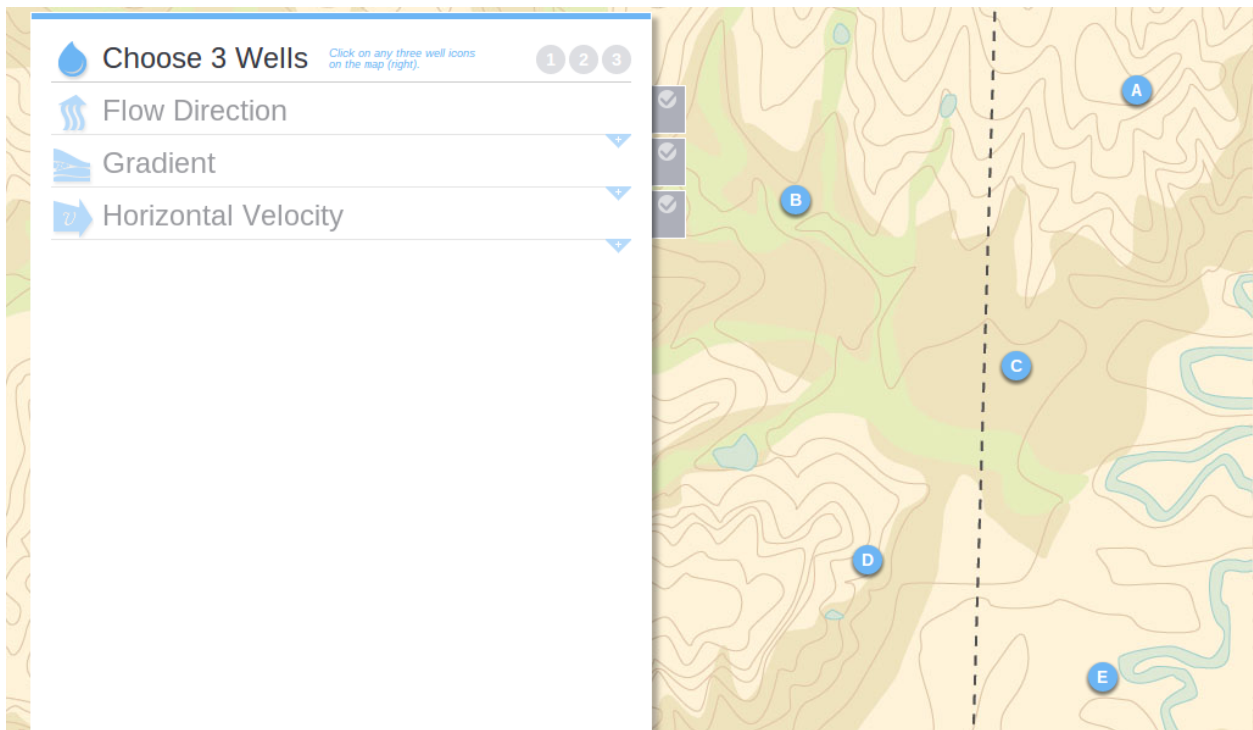 Choose 3 Wells
Click on any three well icons
on the map (right).
1 2 3
Flow Direction
+
Gradient
+
v Horizontal Velocity
+
A
B
C
D
E